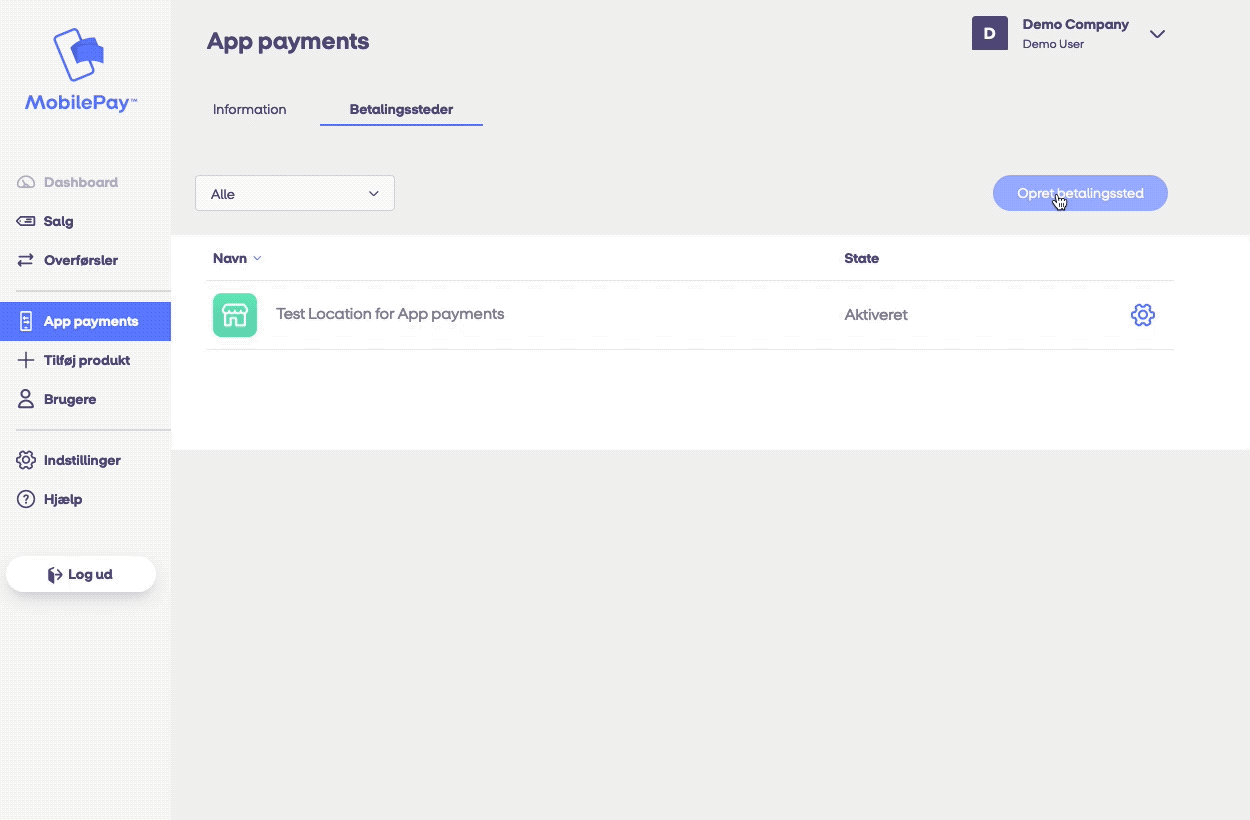 MobilePay™
Dashboard
Salg
Overførsler
App payments
Tilføj produkt
Brugere
Indstillinger
Hjælp
Log ud
App payments
D
Demo Company
Demo User
Information
Betalingssteder
Alle
Opret betalingssted
Navn
State
Test Location for App payments
Aktiveret